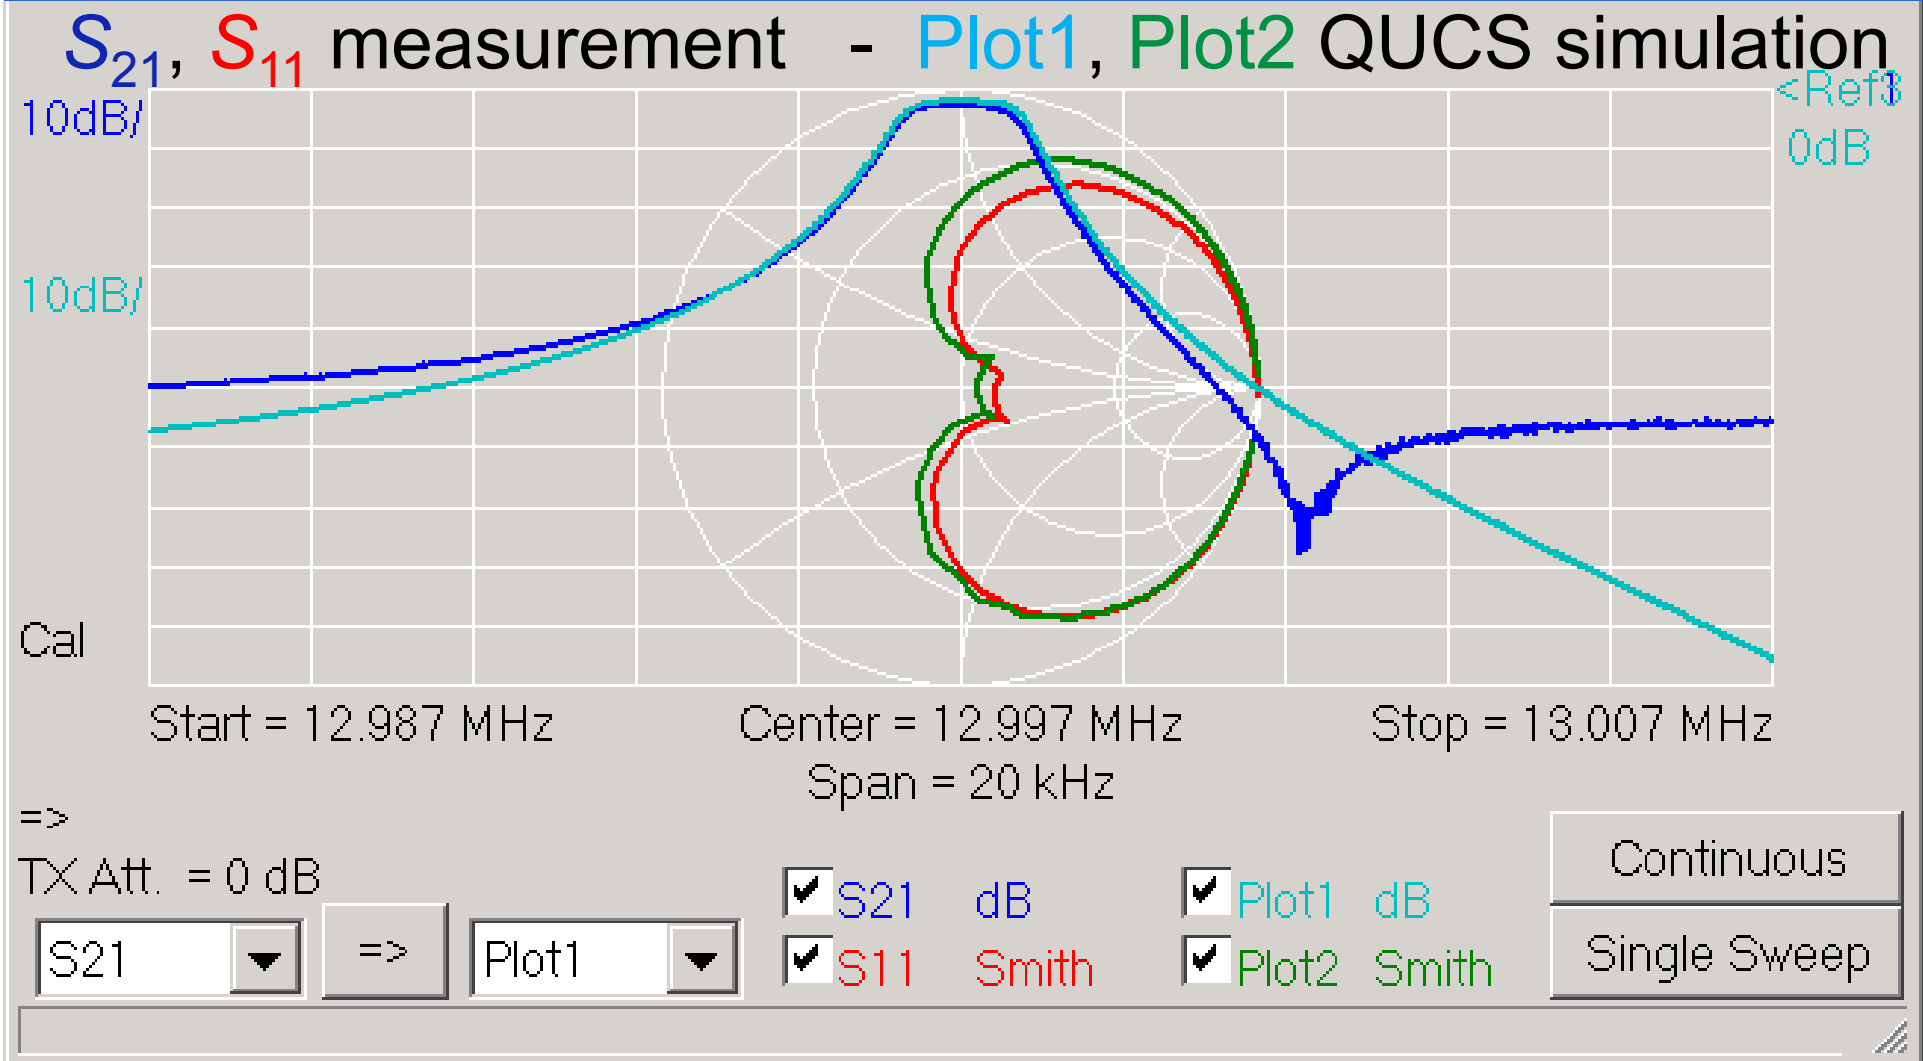 S21, S11 measurement - Plot1, Plot2 QUCS simulation
10dB/
<Ref3
0dB
10dB/
Cal
Start = 12.987 MHz Center = 12.997 MHz Stop = 13.007 MHz
Span = 20 kHz
=>
TX Att. = 0 dB
Continuous
S21 dB Plot1 dB
S21 => Plot1
Single Sweep
S11 Smith Plot2 Smith